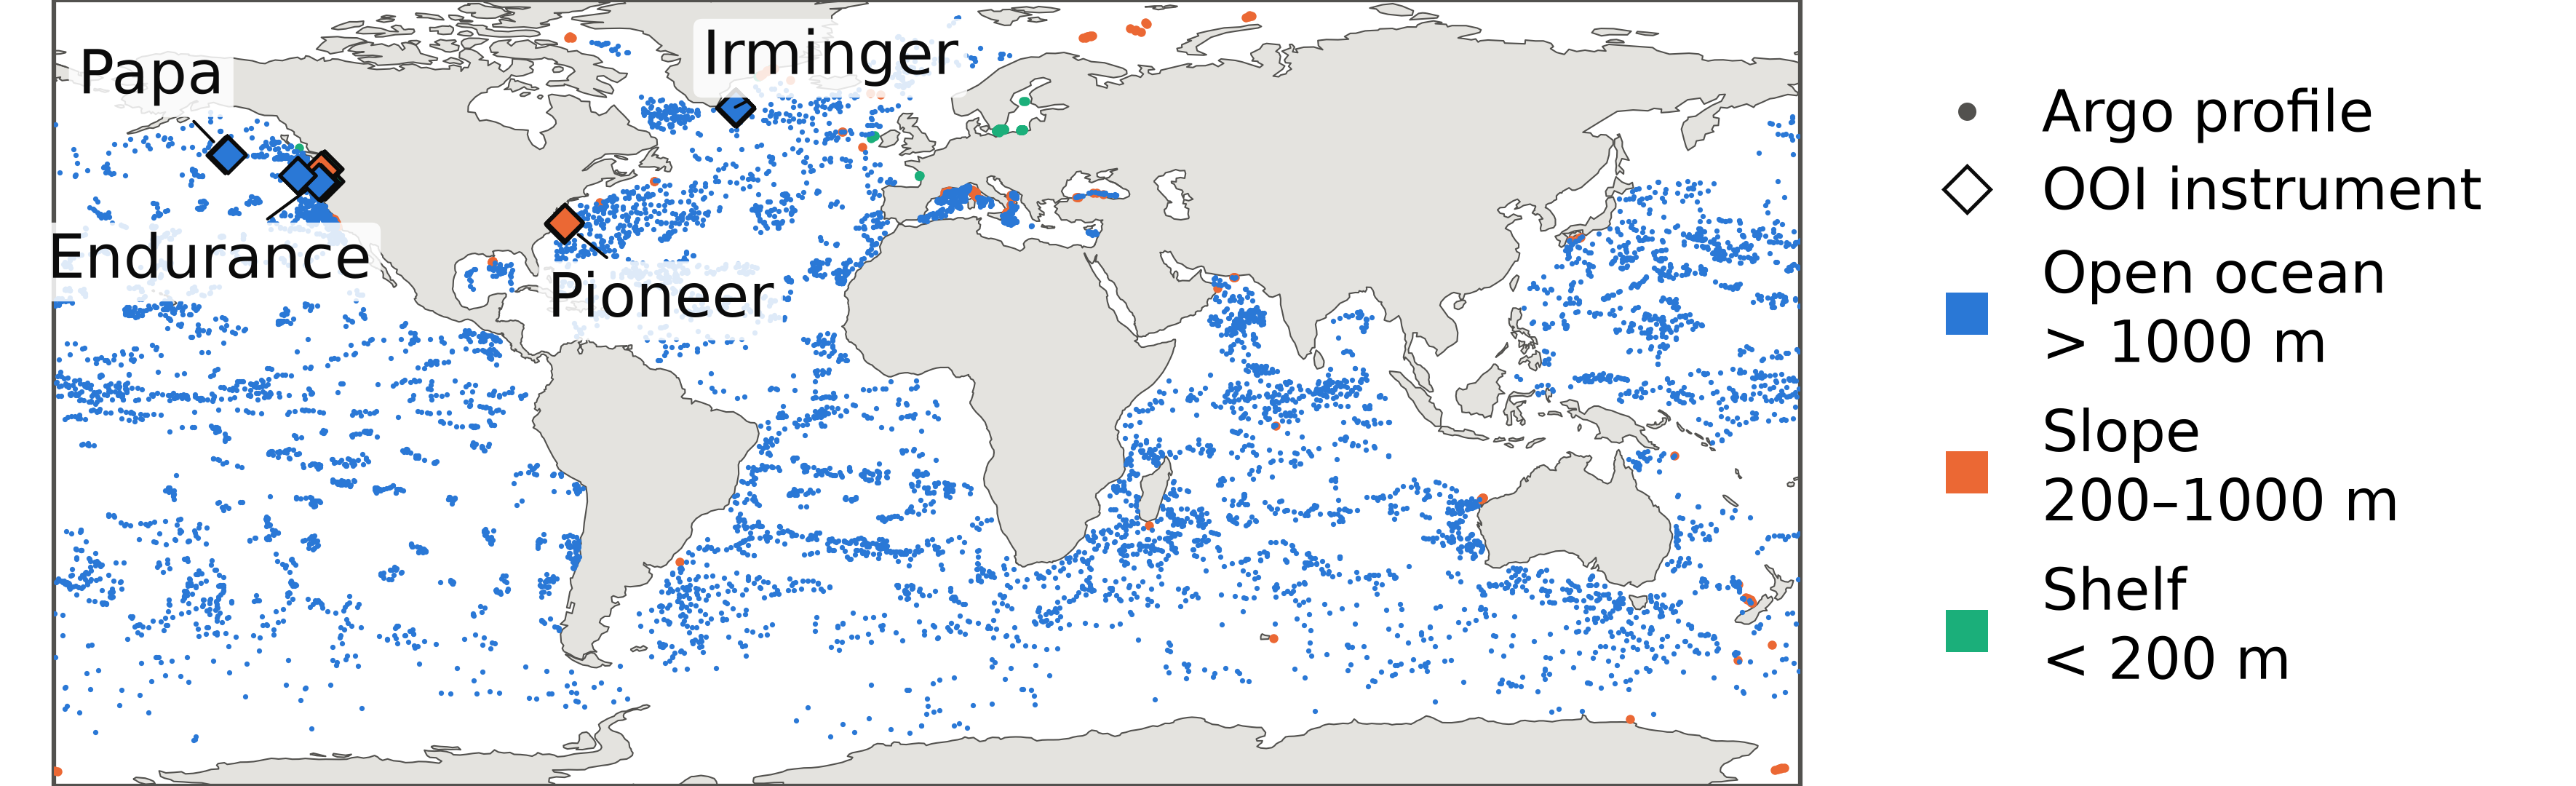 Irminger
Papa
Endurance
Pioneer
Argo profile
OOI instrument
Open ocean
> 1000 m
Slope
200–1000 m
Shelf
< 200 m